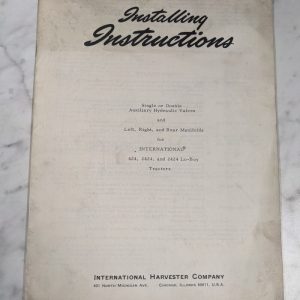 Installing
Instructions
Single or Double
Auxiliary Hydraulic Valves
and
Left, Right, and Rear Manifolds
for
INTERNATIONAL®
424, 2424, and 2424 Lo-Boy
Tractors
INTERNATIONAL HARVESTER COMPANY
401 NORTH MICHIGAN AVE. CHICAGO, ILLINOIS 60611, U.S.A.